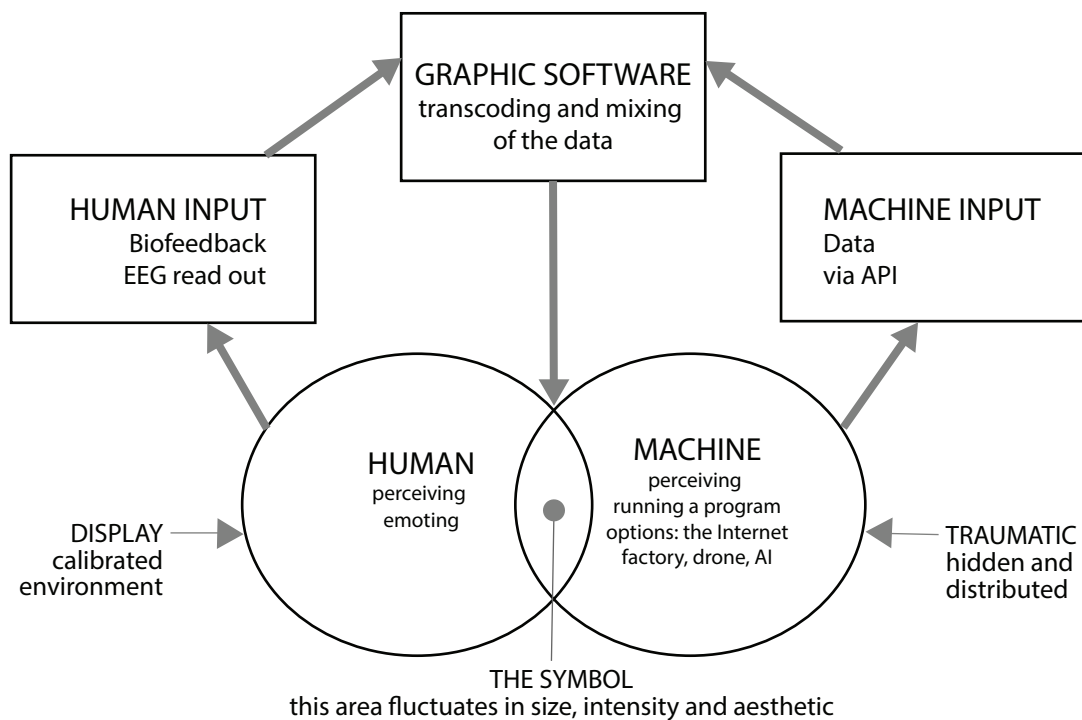 GRAPHIC SOFTWARE
transcoding and mixing
of the data
HUMAN INPUT
Biofeedback
EEG read out
MACHINE INPUT
Data
via API
HUMAN
perceiving
emoting
MACHINE
perceiving
running a program
options: the Internet
factory, drone, AI
DISPLAY
calibrated
environment
TRAUMATIC
hidden and
distributed
THE SYMBOL
this area fluctuates in size, intensity and aesthetic